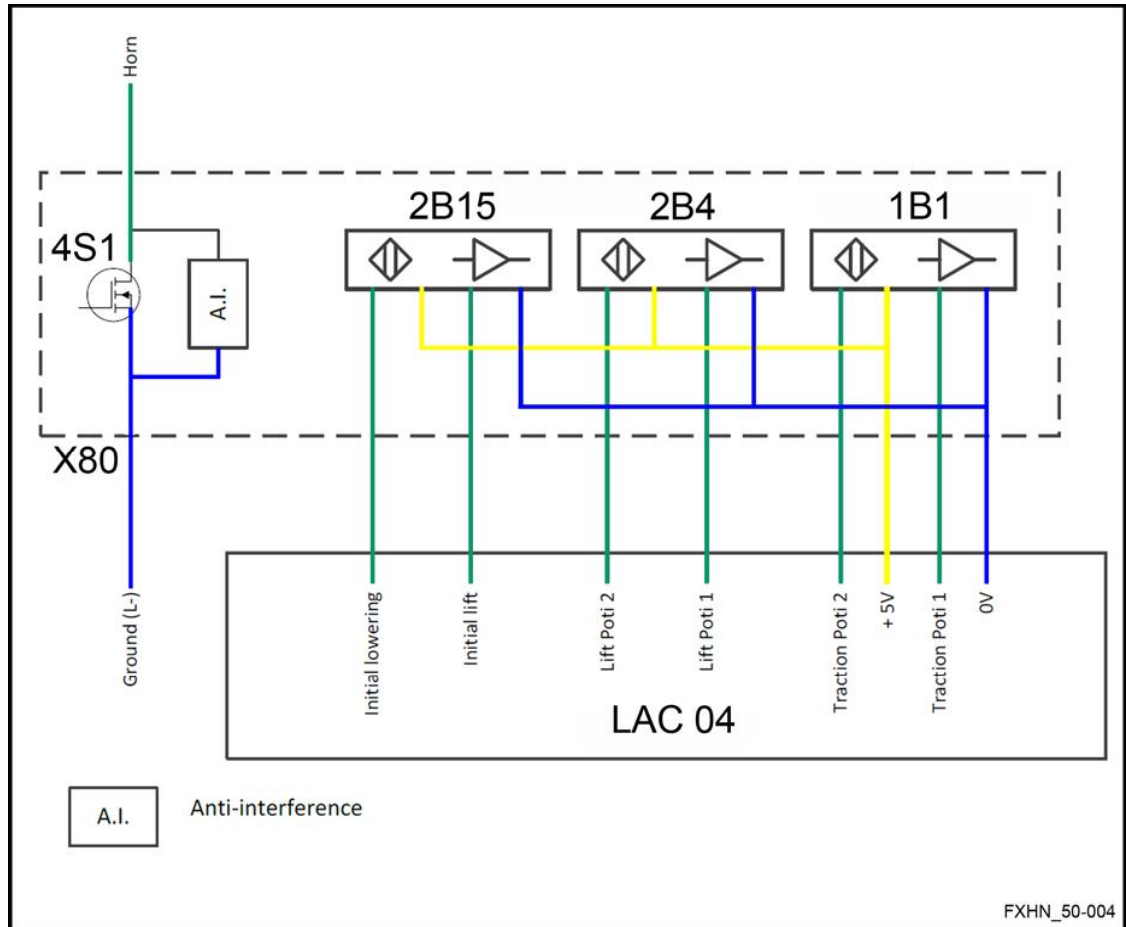 Horn
2B15
2B4
1B1
4S1
A.I.
X80
Ground (L-)
Initial lowering
Initial lift
Lift Poti 2
Lift Poti 1
Traction Poti 2
+ 5V
Traction Poti 1
0V
LAC 04
A.I.
Anti-interference
FXHN_50-004